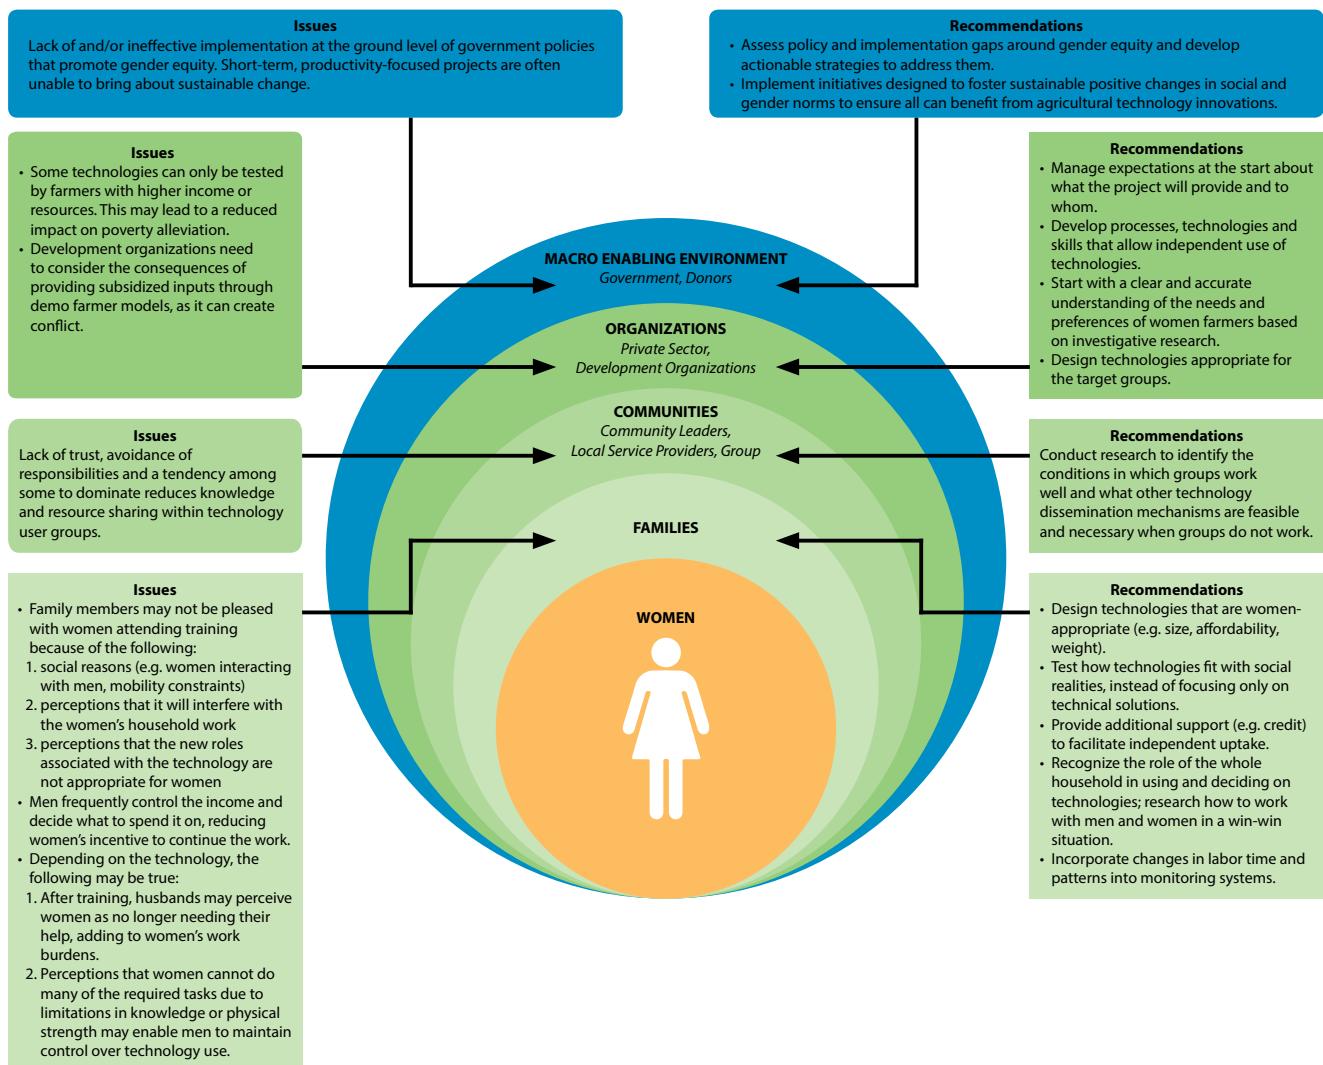 Issues
Lack of and/or ineffective implementation at the ground level of government policies
that promote gender equity. Short-term, productivity-focused projects are often
unable to bring about sustainable change.
Recommendations
• Assess policy and implementation gaps around gender equity and develop
actionable strategies to address them.
• Implement initiatives designed to foster sustainable positive changes in social and
gender norms to ensure all can benefit from agricultural technology innovations.
Issues
• Some technologies can only be tested
by farmers with higher income or
resources. This may lead to a reduced
impact on poverty alleviation.
• Development organizations need
to consider the consequences of
providing subsidized inputs through
demo farmer models, as it can create
conflict.
Recommendations
• Manage expectations at the start about
what the project will provide and to
whom.
• Develop processes, technologies and
skills that allow independent use of
technologies.
• Start with a clear and accurate
understanding of the needs and
preferences of women farmers based
on investigative research.
• Design technologies appropriate for
the target groups.
MACRO ENABLING ENVIRONMENT
Government, Donors
ORGANIZATIONS
Private Sector,
Development Organizations
COMMUNITIES
Community Leaders,
Local Service Providers, Group
FAMILIES
WOMEN
Issues
Lack of trust, avoidance of
responsibilities and a tendency among
some to dominate reduces knowledge
and resource sharing within technology
user groups.
Recommendations
Conduct research to identify the
conditions in which groups work
well and what other technology
dissemination mechanisms are feasible
and necessary when groups do not work.
Issues
• Family members may not be pleased
with women attending training
because of the following:
1. social reasons (e.g. women interacting
with men, mobility constraints)
2. perceptions that it will interfere with
the women's household work
3. perceptions that the new roles
associated with the technology are
not appropriate for women
• Men frequently control the income and
decide what to spend it on, reducing
women's incentive to continue the work.
• Depending on the technology, the
following may be true:
1. After training, husbands may perceive
women as no longer needing their
help, adding to women's work
burdens.
2. Perceptions that women cannot do
many of the required tasks due to
limitations in knowledge or physical
strength may enable men to maintain
control over technology use.
Recommendations
• Design technologies that are women-
appropriate (e.g. size, affordability,
weight).
• Test how technologies fit with social
realities, instead of focusing only on
technical solutions.
• Provide additional support (e.g. credit)
to facilitate independent uptake.
• Recognize the role of the whole
household in using and deciding on
technologies; research how to work
with men and women in a win-win
situation.
• Incorporate changes in labor time and
patterns into monitoring systems.